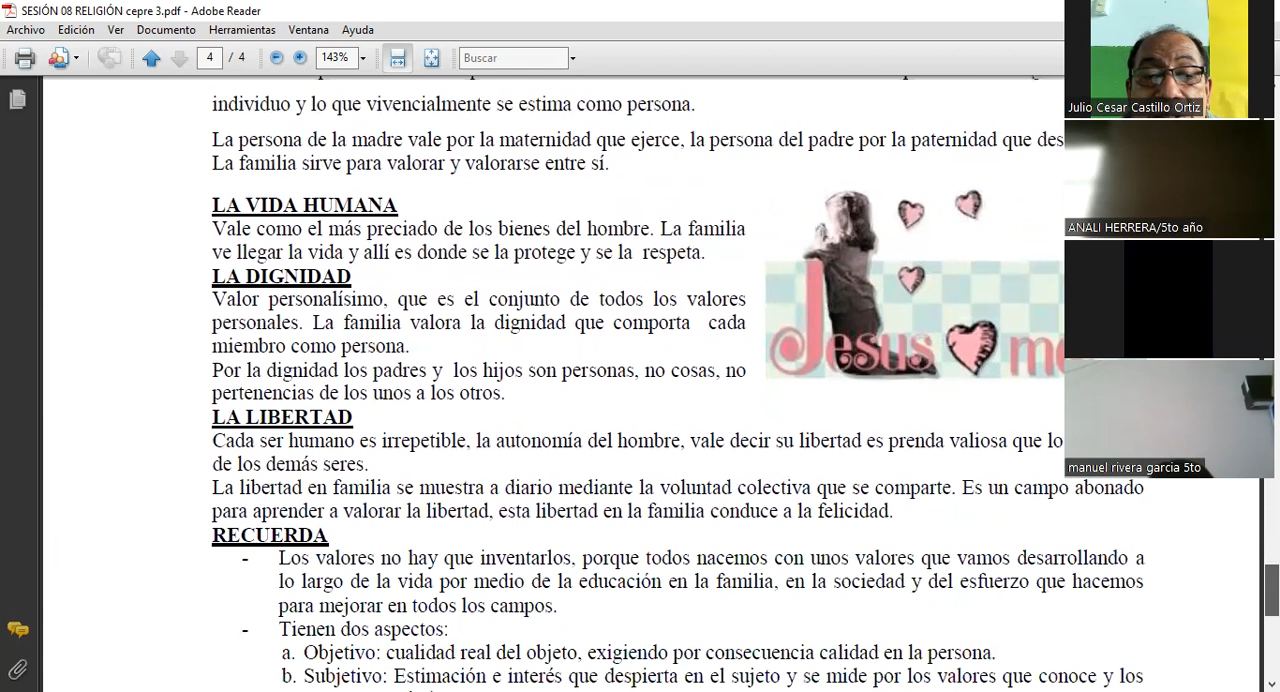 SESIÓN 08 RELIGIÓN cepre 3.pdf - Adobe Reader
Archivo Edición Ver Documento Herramientas Ventana Ayuda
4 / 4 143% Buscar
individuo y lo que vivencialmente se estima como persona.
La persona de la madre vale por la maternidad que ejerce, la persona del padre por la paternidad que des
La familia sirve para valorar y valorarse entre sí.
LA VIDA HUMANA
Vale como el más preciado de los bienes del hombre. La familia
ve llegar la vida y allí es donde se la protege y se la respeta.
LA DIGNIDAD
Valor personalísimo, que es el conjunto de todos los valores
personales. La familia valora la dignidad que comporta cada
miembro como persona.
Por la dignidad los padres y los hijos son personas, no cosas, no
pertenencias de los unos a los otros.
Jesus me
LA LIBERTAD
Cada ser humano es irrepetible, la autonomía del hombre, vale decir su libertad es prenda valiosa que lo
de los demás seres.
La libertad en familia se muestra a diario mediante la voluntad colectiva que se comparte. Es un campo abonado
para aprender a valorar la libertad, esta libertad en la familia conduce a la felicidad.
RECUERDA
- Los valores no hay que inventarlos, porque todos nacemos con unos valores que vamos desarrollando a
lo largo de la vida por medio de la educación en la familia, en la sociedad y del esfuerzo que hacemos
para mejorar en todos los campos.
- Tienen dos aspectos:
a. Objetivo: cualidad real del objeto, exigiendo por consecuencia calidad en la persona.
b. Subjetivo: Estimación e interés que despierta en el sujeto y se mide por los valores que conoce y los
Julio Cesar Castillo Ortiz
ANALI HERRERA/5to año
manuel rivera garcia 5to